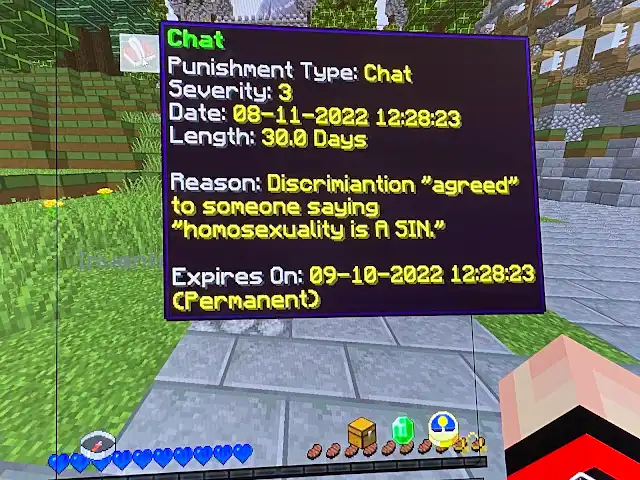 Chat
Punishment Type: Chat
Severity: 3
Date: 08-11-2022 12:28:23
Length: 30.0 Days
Reason: Discrimiantion "agreed"
to someone saying
"homosexuality is A SIN."
Expires On: 09-10-2022 12:28:23
(Permanent)